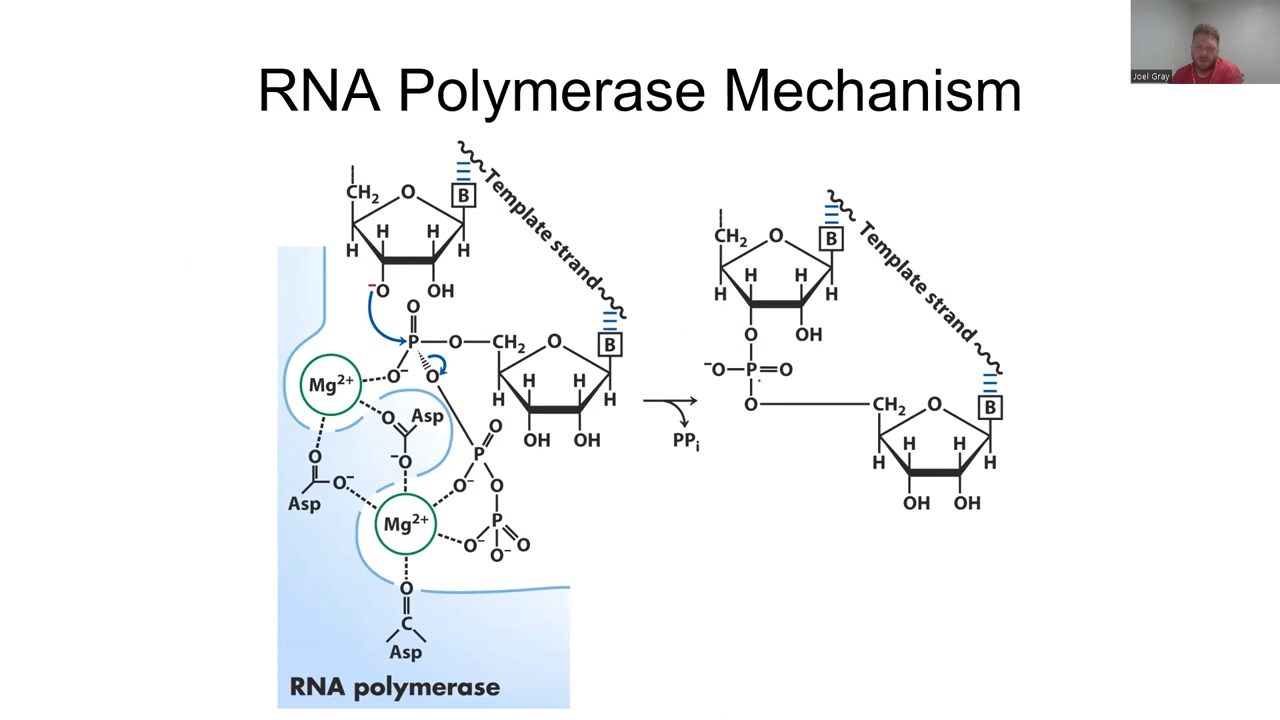 RNA Polymerase Mechanism
Joel Gray
CH₂ O B
Template strand
H H
H H
⁻O OH
O
P O CH₂ O B
Mg²⁺ O⁻ O
H H
H H
O Asp
OH OH
⁻O
O
O⁻
Asp
P O
O⁻ O
Mg²⁺
P
O⁻ O⁻ O
O
C
Asp
RNA polymerase
PPᵢ
CH₂ O B
Template strand
H H
H H
O OH
⁻O P O
O CH₂ O B
H H
H H
OH OH